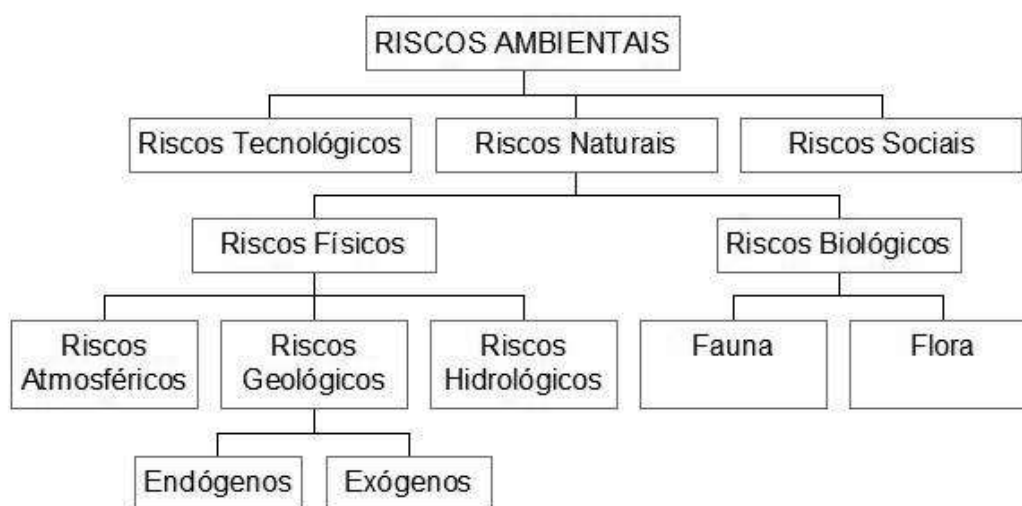 RISCOS AMBIENTAIS
Riscos Tecnológicos
Riscos Naturais
Riscos Sociais
Riscos Físicos
Riscos Biológicos
Riscos
Atmosféricos
Riscos
Geológicos
Riscos
Hidrológicos
Fauna
Flora
Endógenos
Exógenos